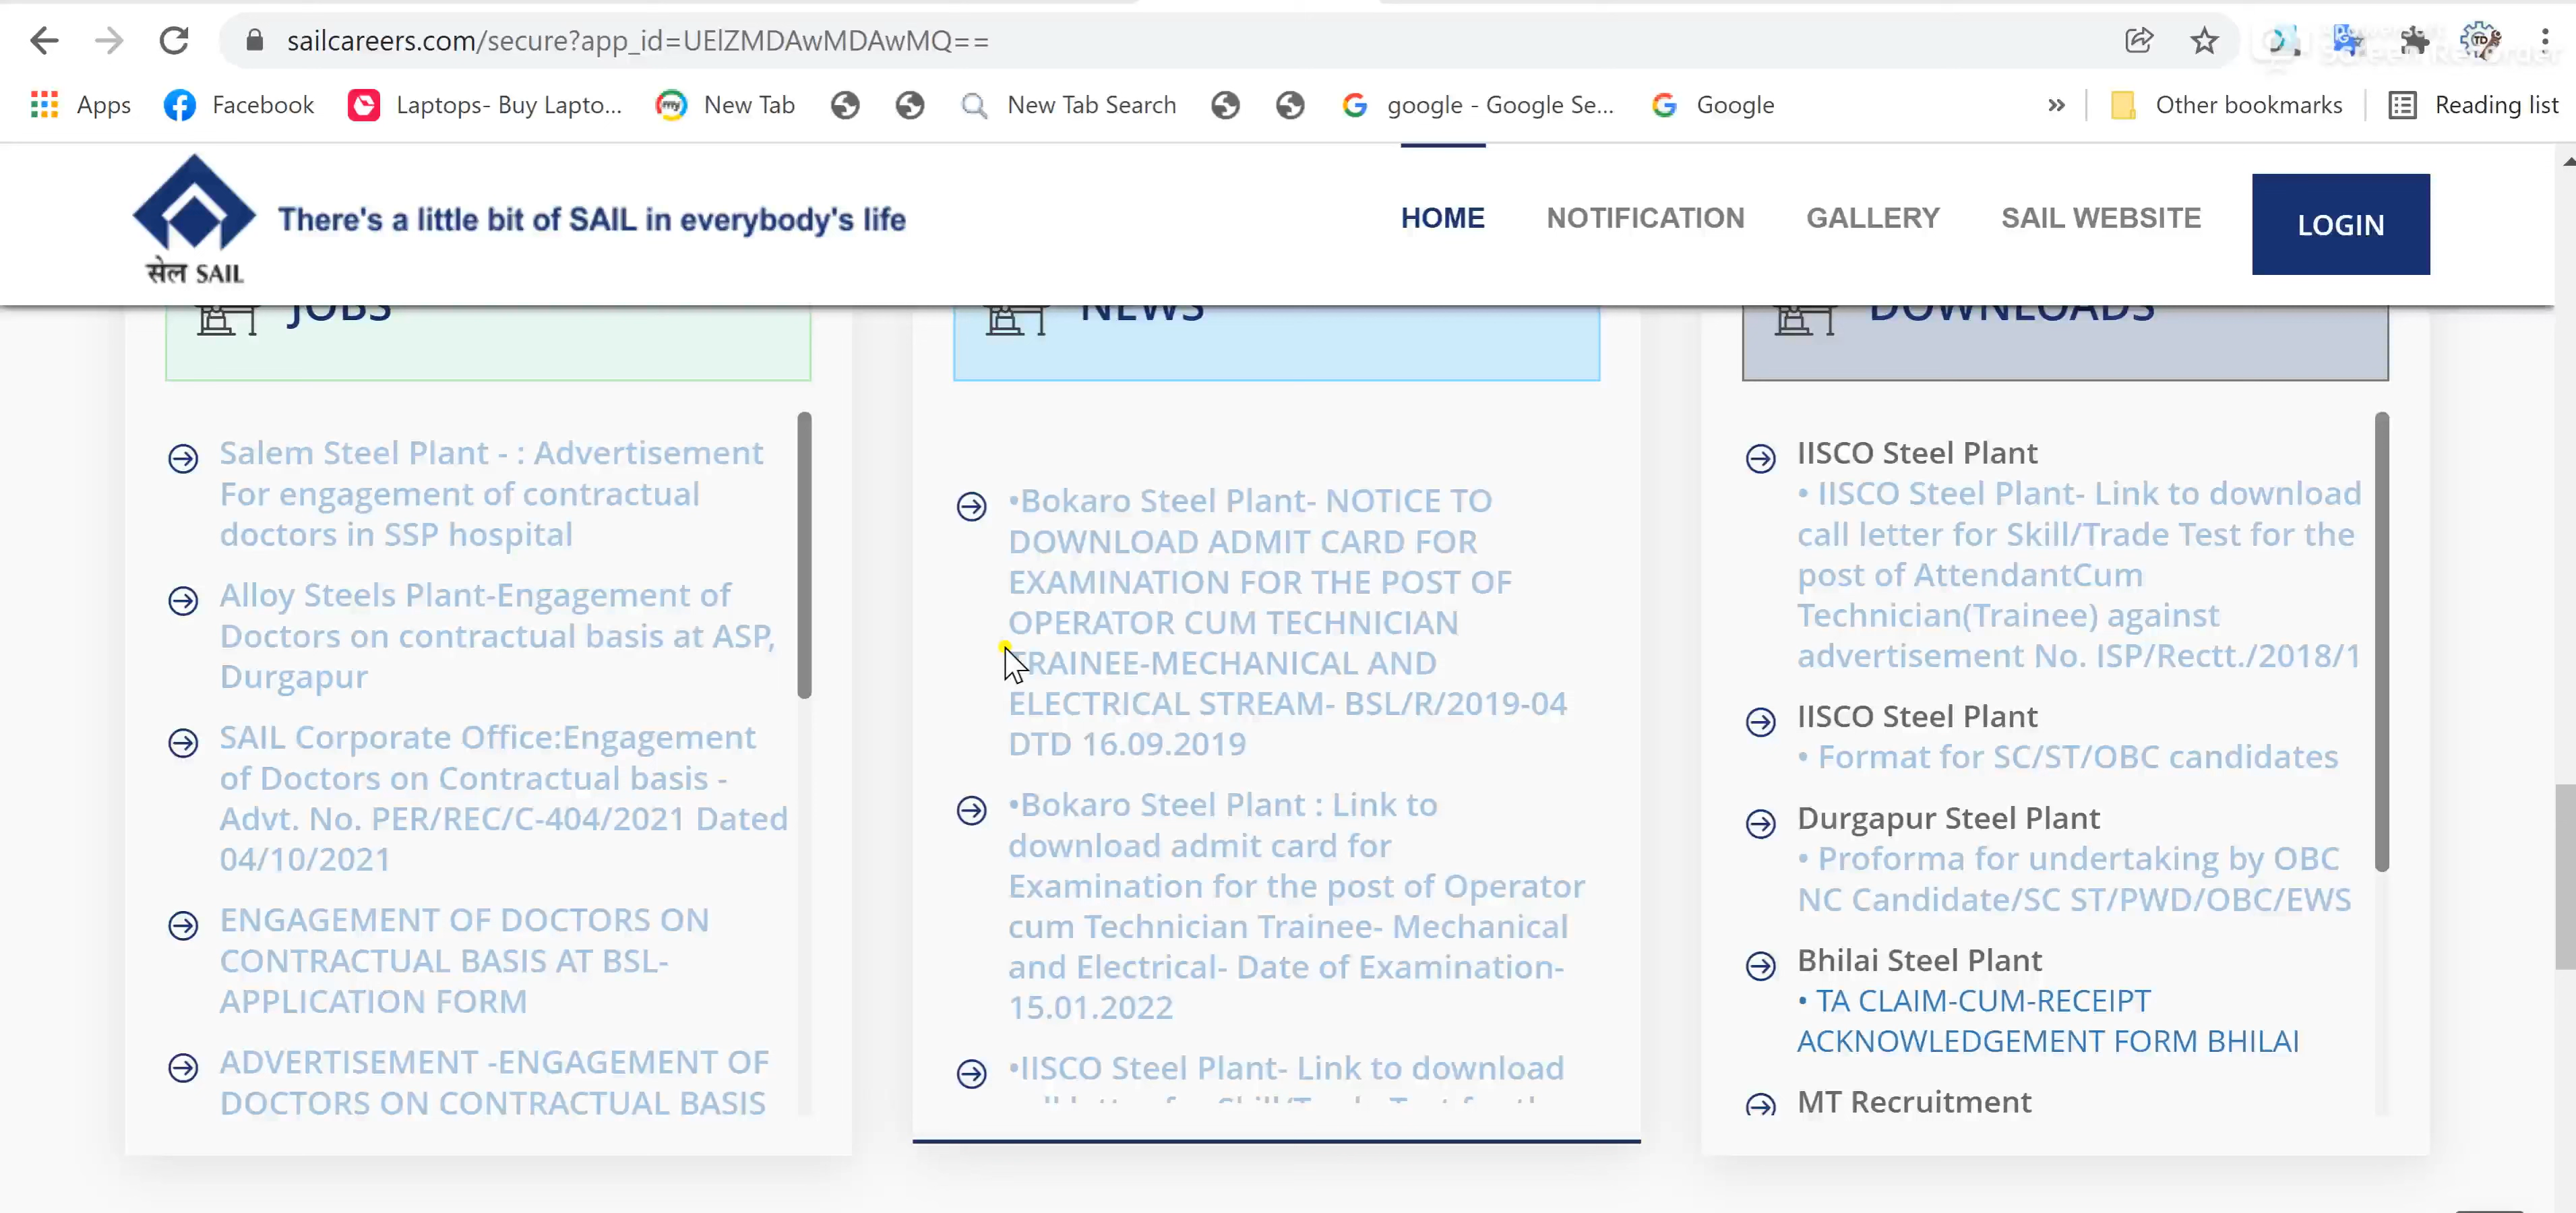 sailcareers.com/secure?app_id=UElZMDAwMDAwMQ==
Apps
Facebook
Laptops- Buy Lapto...
New Tab
New Tab Search
google - Google Se...
Google
»
Other bookmarks
Reading list
सेल SAIL
There's a little bit of SAIL in everybody's life
HOME
NOTIFICATION
GALLERY
SAIL WEBSITE
LOGIN
JOBS
Salem Steel Plant - : Advertisement
For engagement of contractual
doctors in SSP hospital
Alloy Steels Plant-Engagement of
Doctors on contractual basis at ASP,
Durgapur
SAIL Corporate Office:Engagement
of Doctors on Contractual basis -
Advt. No. PER/REC/C-404/2021 Dated
04/10/2021
ENGAGEMENT OF DOCTORS ON
CONTRACTUAL BASIS AT BSL-
APPLICATION FORM
ADVERTISEMENT -ENGAGEMENT OF
DOCTORS ON CONTRACTUAL BASIS
NEWS
•Bokaro Steel Plant- NOTICE TO
DOWNLOAD ADMIT CARD FOR
EXAMINATION FOR THE POST OF
OPERATOR CUM TECHNICIAN
TRAINEE-MECHANICAL AND
ELECTRICAL STREAM- BSL/R/2019-04
DTD 16.09.2019
•Bokaro Steel Plant : Link to
download admit card for
Examination for the post of Operator
cum Technician Trainee- Mechanical
and Electrical- Date of Examination-
15.01.2022
•IISCO Steel Plant- Link to download
DOWNLOADS
IISCO Steel Plant
• IISCO Steel Plant- Link to download
call letter for Skill/Trade Test for the
post of AttendantCum
Technician(Trainee) against
advertisement No. ISP/Rectt./2018/1
IISCO Steel Plant
• Format for SC/ST/OBC candidates
Durgapur Steel Plant
• Proforma for undertaking by OBC
NC Candidate/SC ST/PWD/OBC/EWS
Bhilai Steel Plant
• TA CLAIM-CUM-RECEIPT
ACKNOWLEDGEMENT FORM BHILAI
MT Recruitment